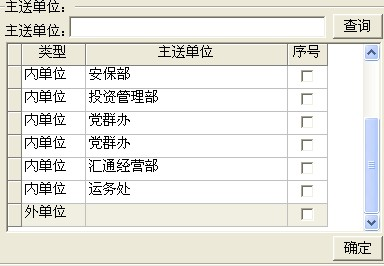 主送单位:
主送单位: 查询
类型 主送单位 序号
内单位 安保部
内单位 投资管理部
内单位 党群办
内单位 党群办
内单位 汇通经营部
内单位 运务处
外单位
确定